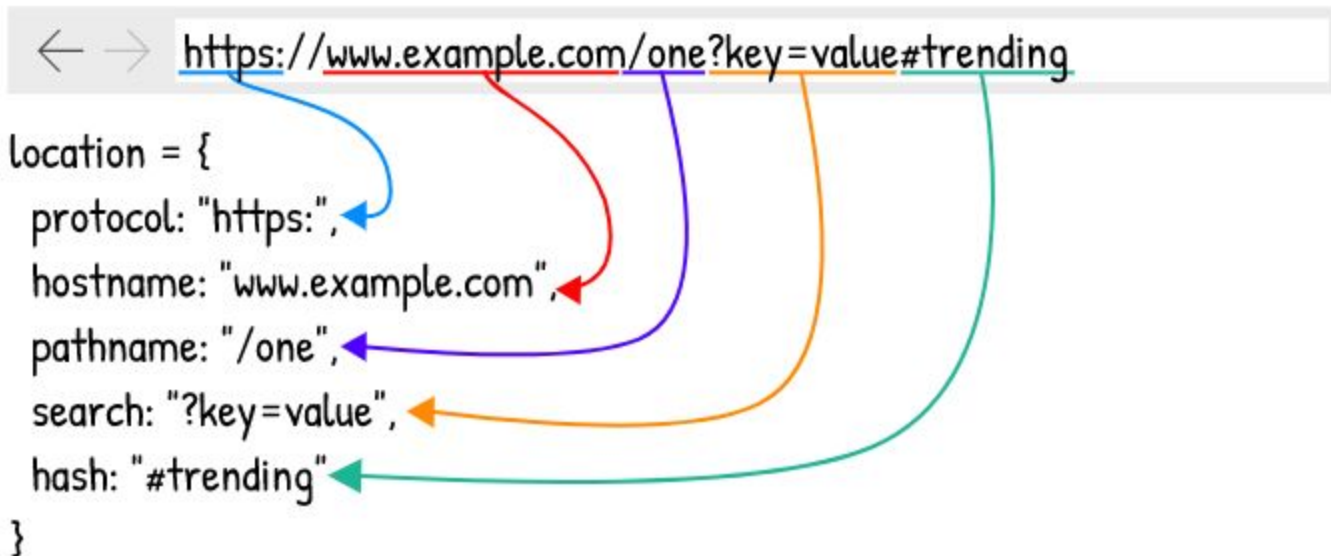 https://www.example.com/one?key=value#trending
location = {
protocol: "https:",
hostname: "www.example.com",
pathname: "/one",
search: "?key=value",
hash: "#trending"
}